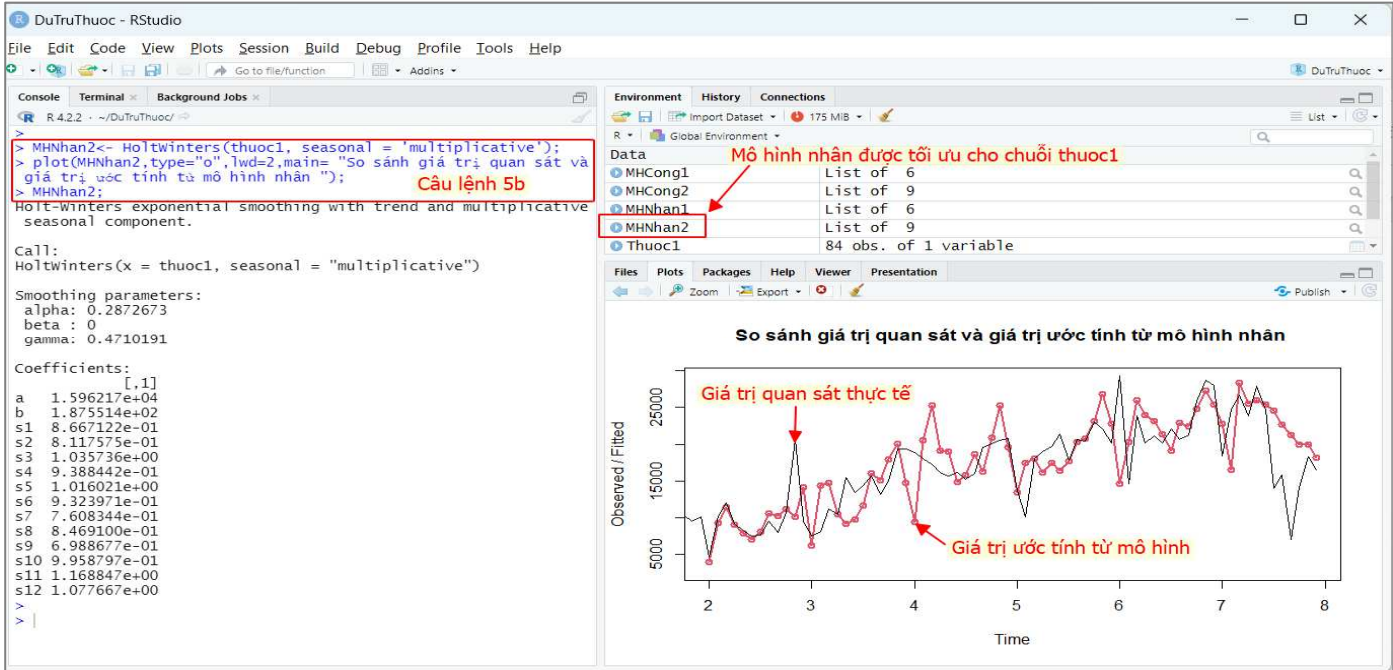 DuTruThuoc - RStudio
File Edit Code View Plots Session Build Debug Profile Tools Help
Go to file/function Addins
DuTruThuoc
Console Terminal Background Jobs
R 4.2.2 · ~/DuTruThuoc/
>
> MHNhan2<- HoltWinters(thuoc1, seasonal = 'multiplicative');
> plot(MHNhan2,type="o",lwd=2,main= "So sánh giá trị quan sát và
giá trị ước tính từ mô hình nhân ");
> MHNhan2;
Câu lệnh 5b
Holt-Winters exponential smoothing with trend and multiplicative
seasonal component.
Call:
HoltWinters(x = thuoc1, seasonal = "multiplicative")
Smoothing parameters:
alpha: 0.2872673
beta : 0
gamma: 0.4710191
Coefficients:
[,1]
a 1.596217e+04
b 1.875514e+02
s1 8.667122e-01
s2 8.117575e-01
s3 1.035736e+00
s4 9.388442e-01
s5 1.016021e+00
s6 9.323971e-01
s7 7.608344e-01
s8 8.469100e-01
s9 6.988677e-01
s10 9.958797e-01
s11 1.168847e+00
s12 1.077667e+00
>
>
Environment History Connections
Import Dataset 175 MiB List
R Global Environment
Data
Mô hình nhân được tối ưu cho chuỗi thuoc1
MHCong1 List of 6
MHCong2 List of 9
MHNhan1 List of 6
MHNhan2 List of 9
Thuoc1 84 obs. of 1 variable
Files Plots Packages Help Viewer Presentation
Zoom Export Publish
So sánh giá trị quan sát và giá trị ước tính từ mô hình nhân
Giá trị quan sát thực tế
Giá trị ước tính từ mô hình
Observed / Fitted
25000
15000
5000
2 3 4 5 6 7 8
Time